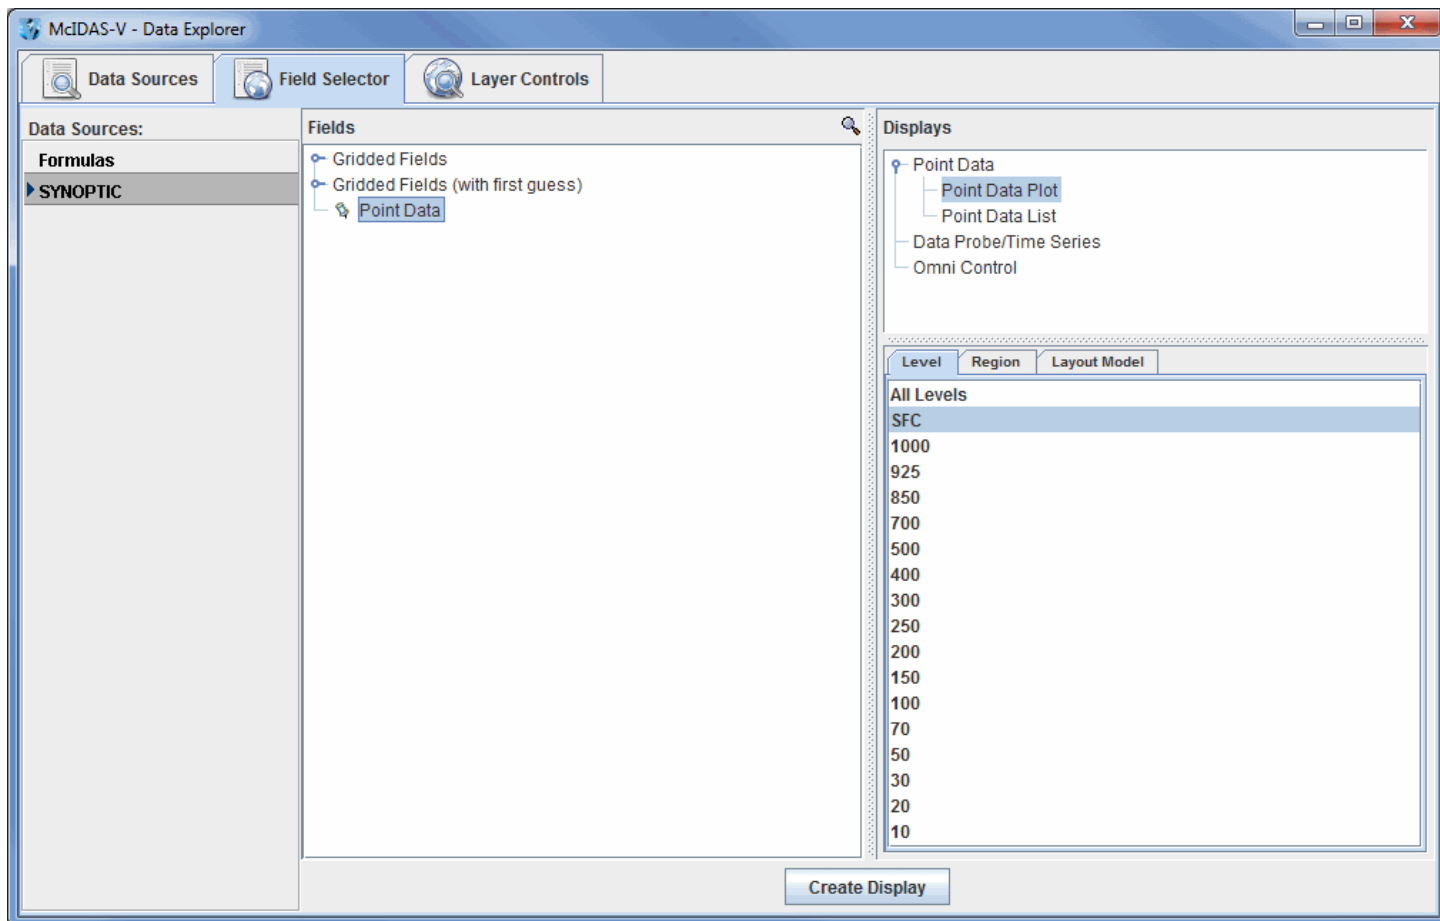 McIDAS-V - Data Explorer
Data Sources
Field Selector
Layer Controls
Data Sources:
Formulas
SYNOPTIC
Fields
Gridded Fields
Gridded Fields (with first guess)
Point Data
Displays
Point Data
Point Data Plot
Point Data List
Data Probe/Time Series
Omni Control
Level
Region
Layout Model
All Levels
SFC
1000
925
850
700
500
400
300
250
200
150
100
70
50
30
20
10
Create Display